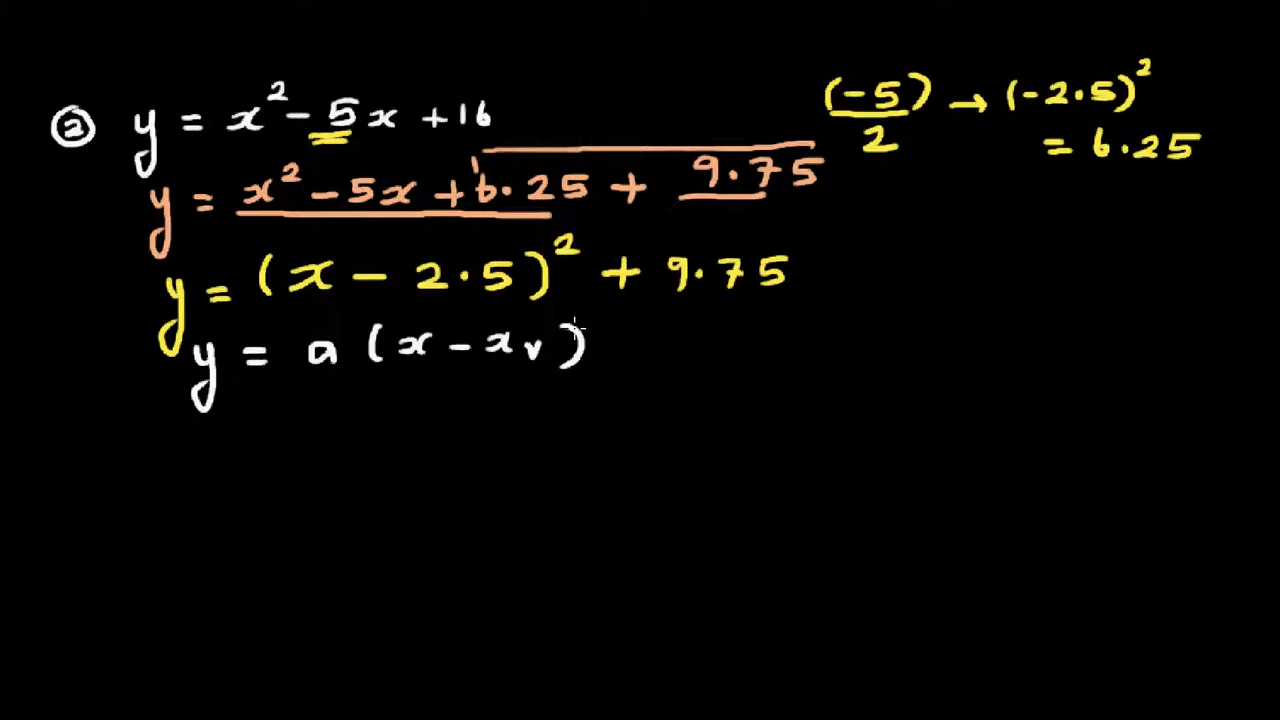 ② y = x² - 5x + 16
(-5)/2 → (-2.5)²
= 6.25
y = x² - 5x + 6.25 + 9.75
y = (x - 2.5)² + 9.75
y = a (x - xᵥ)